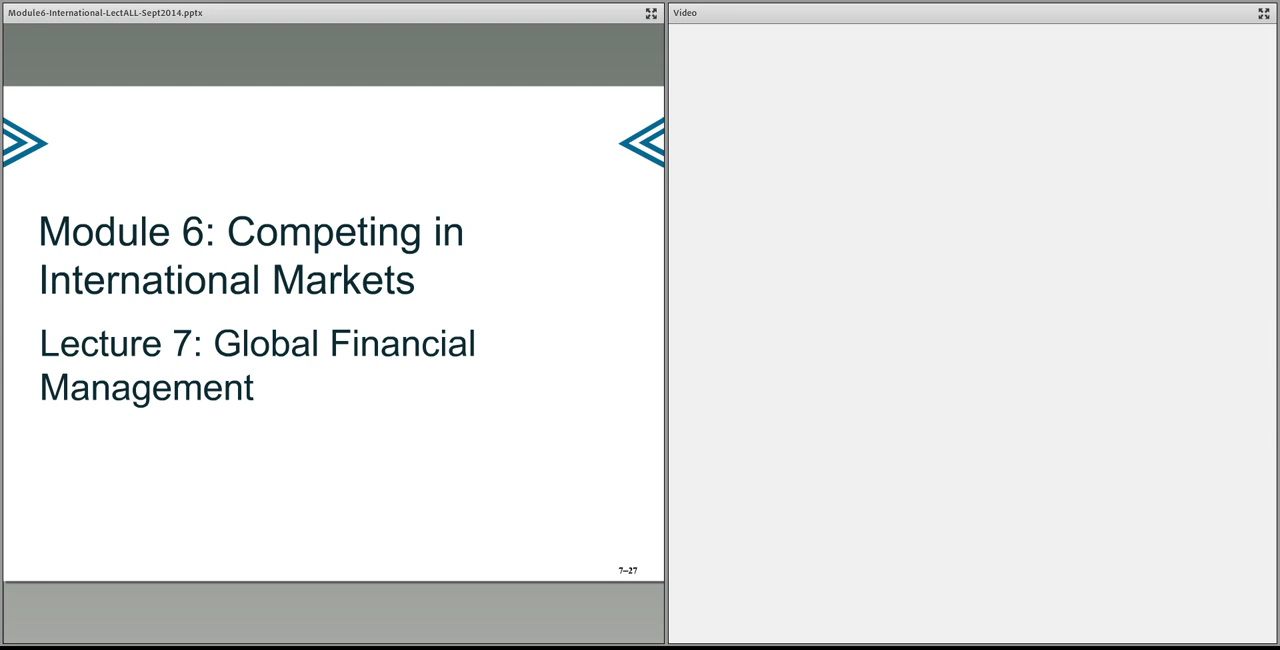 Module6-International-LectALL-Sept2014.pptx
Video
Module 6: Competing in
International Markets
Lecture 7: Global Financial
Management
7–27